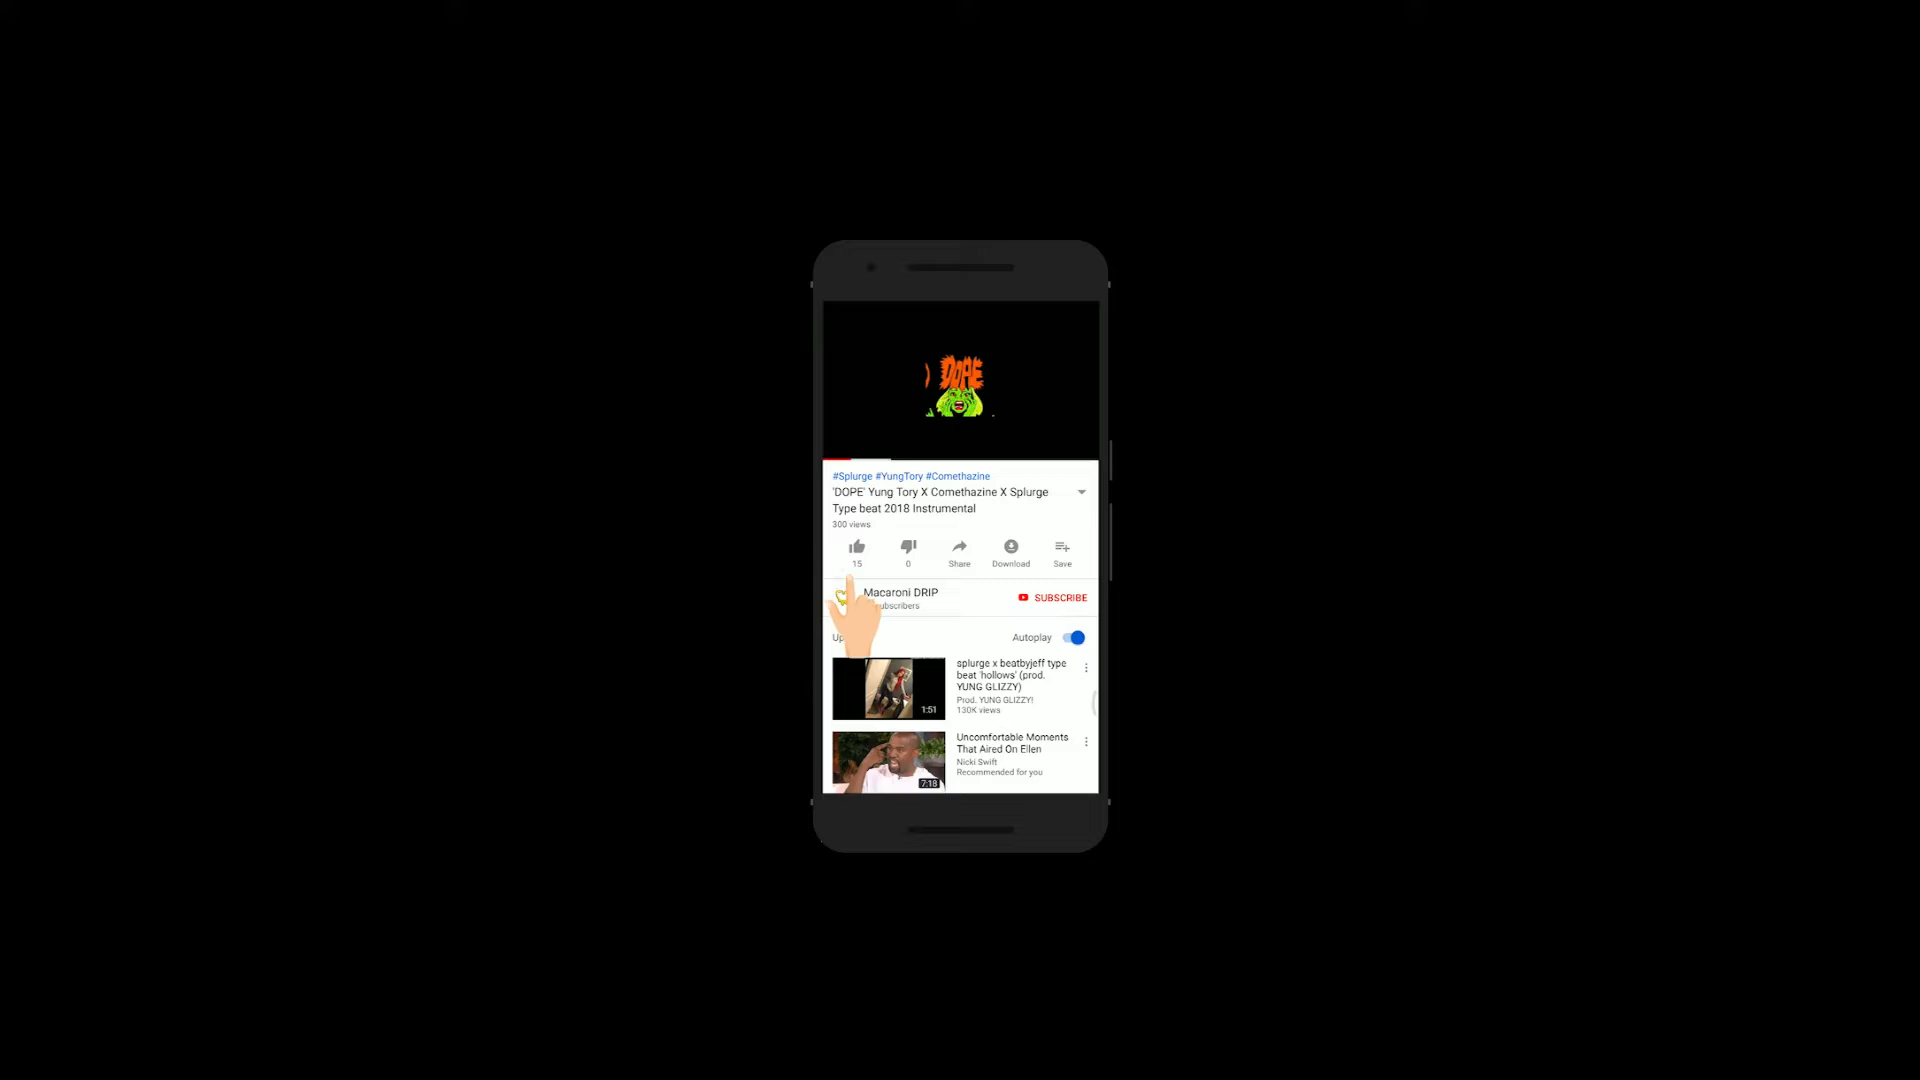 DOPE
#Splurge #YungTory #Comethazine
'DOPE' Yung Tory X Comethazine X Splurge
Type beat 2018 Instrumental
300 views
15
0
Share
Download
Save
Macaroni DRIP
SUBSCRIBE
Autoplay
splurge x beatbyjeff type
beat 'hollows' (prod.
YUNG GLIZZY)
Prod. YUNG GLIZZY!
130K views
1:51
Uncomfortable Moments
That Aired On Ellen
Nicki Swift
Recommended for you
7:18